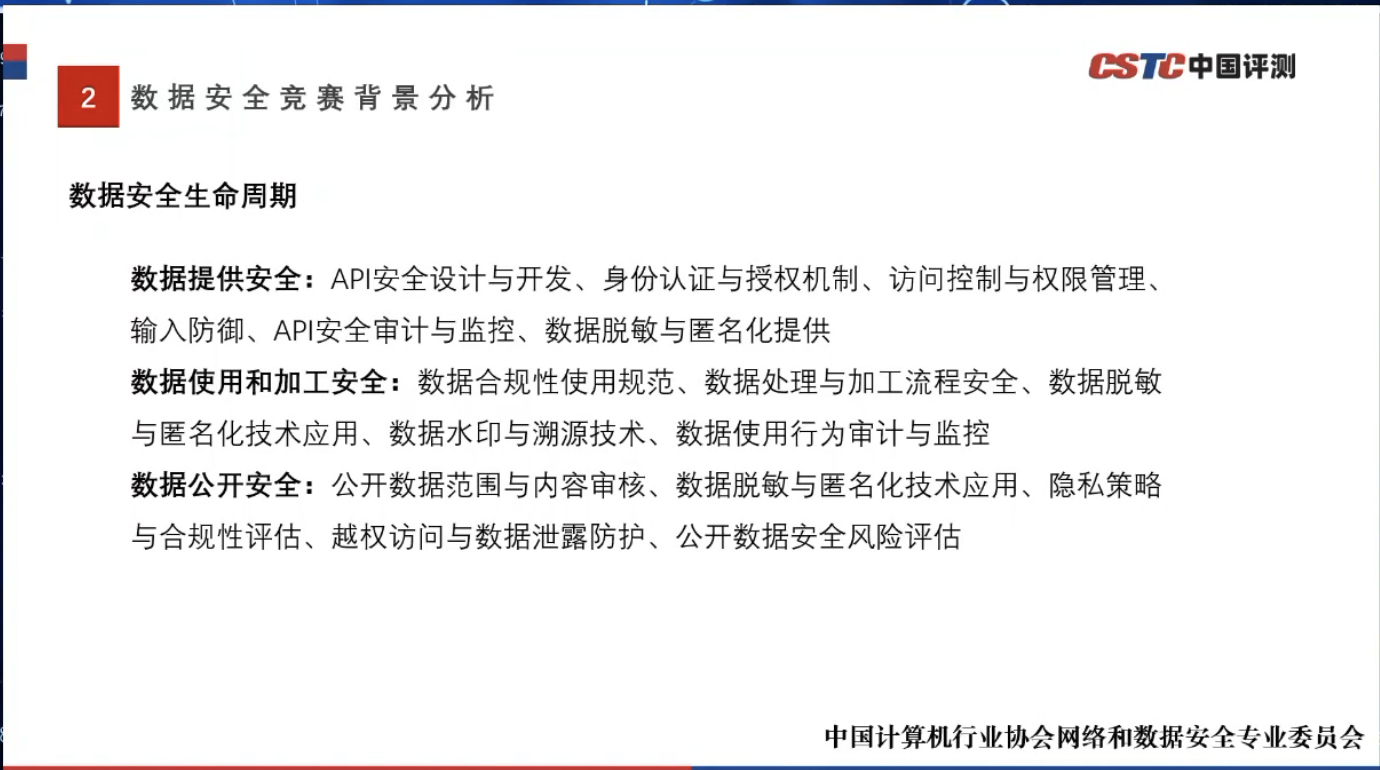 2
数据安全竞赛背景分析
CSTC中国评测
数据安全生命周期
数据提供安全：API安全设计与开发、身份认证与授权机制、访问控制与权限管理、
输入防御、API安全审计与监控、数据脱敏与匿名化提供
数据使用和加工安全：数据合规性使用规范、数据处理与加工流程安全、数据脱敏
与匿名化技术应用、数据水印与溯源技术、数据使用行为审计与监控
数据公开安全：公开数据范围与内容审核、数据脱敏与匿名化技术应用、隐私策略
与合规性评估、越权访问与数据泄露防护、公开数据安全风险评估
中国计算机行业协会网络和数据安全专业委员会